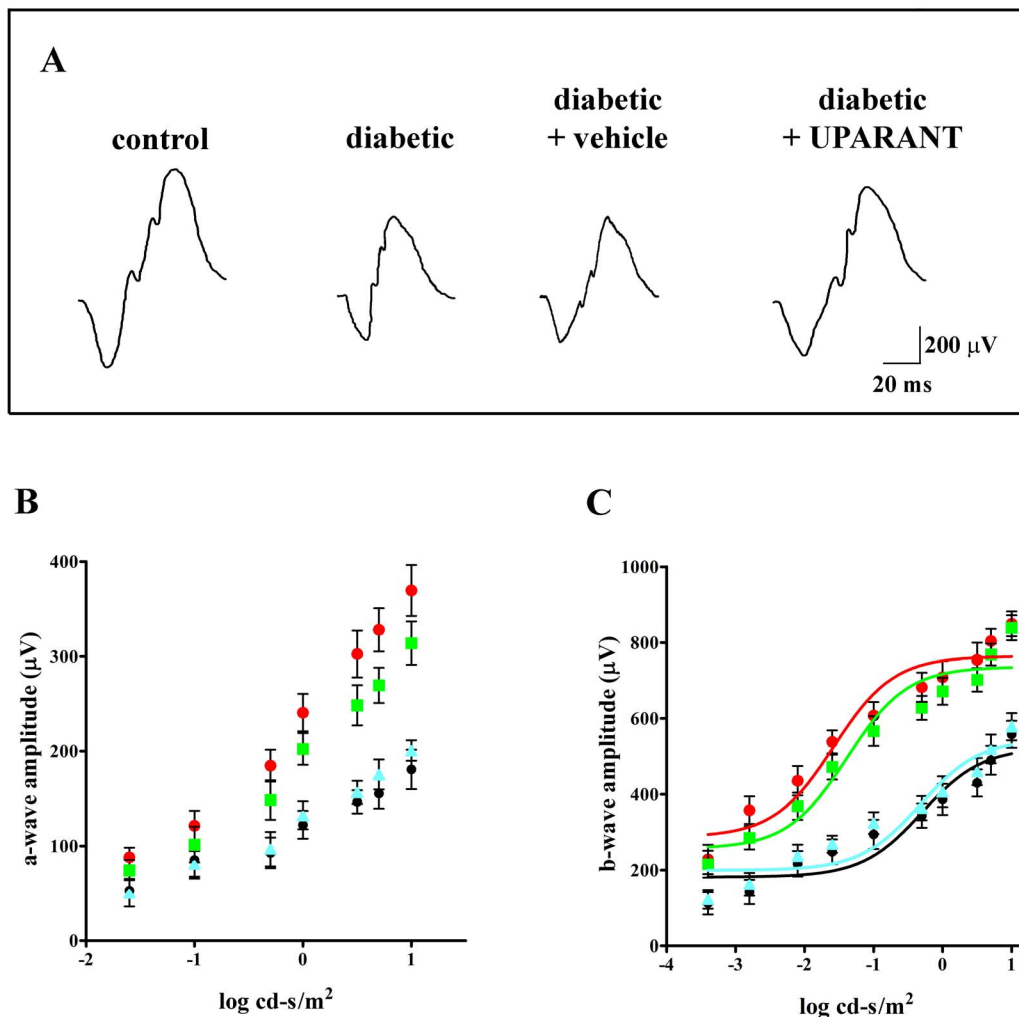 A
control
diabetic
diabetic
+ vehicle
diabetic
+ UPARANT
200 μV
20 ms
B
a-wave amplitude (μV)
400
300
200
100
0
-2
-1
0
1
log cd-s/m²
C
b-wave amplitude (μV)
1000
800
600
400
200
0
-4
-3
-2
-1
0
1
log cd-s/m²